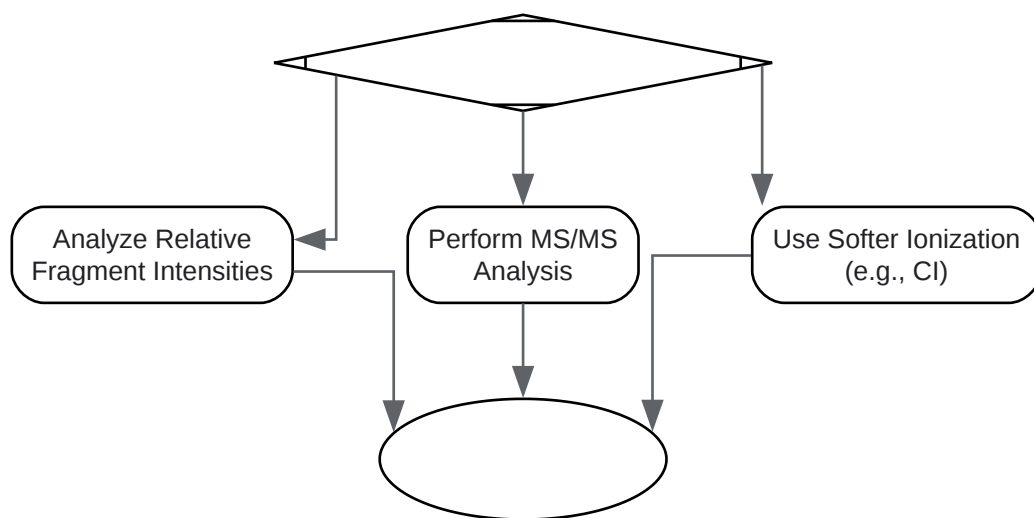 Analyze Relative
Fragment Intensities
Perform MS/MS
Analysis
Use Softer Ionization
(e.g., CI)